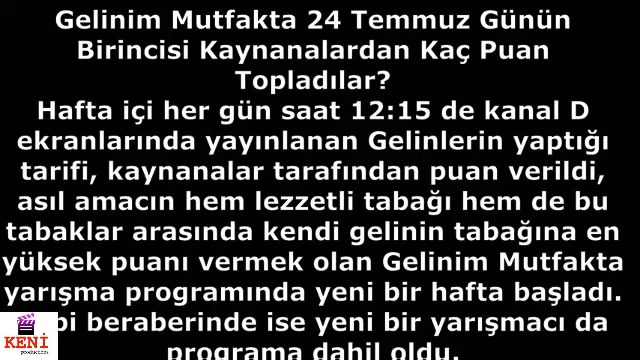 Gelinim Mutfakta 24 Temmuz Günün
Birincisi Kaynanalardan Kaç Puan
Topladılar?
Hafta içi her gün saat 12:15 de kanal D
ekranlarında yayınlanan Gelinlerin yaptığı
tarifi, kaynanalar tarafından puan verildi,
asıl amacın hem lezzetli tabağı hem de bu
tabaklar arasında kendi gelinin tabağına en
yüksek puanı vermek olan Gelinim Mutfakta
yarışma programında yeni bir hafta başladı.
beraberinde ise yeni bir yarışmacı da
programa dahil oldu.
KENİ
production